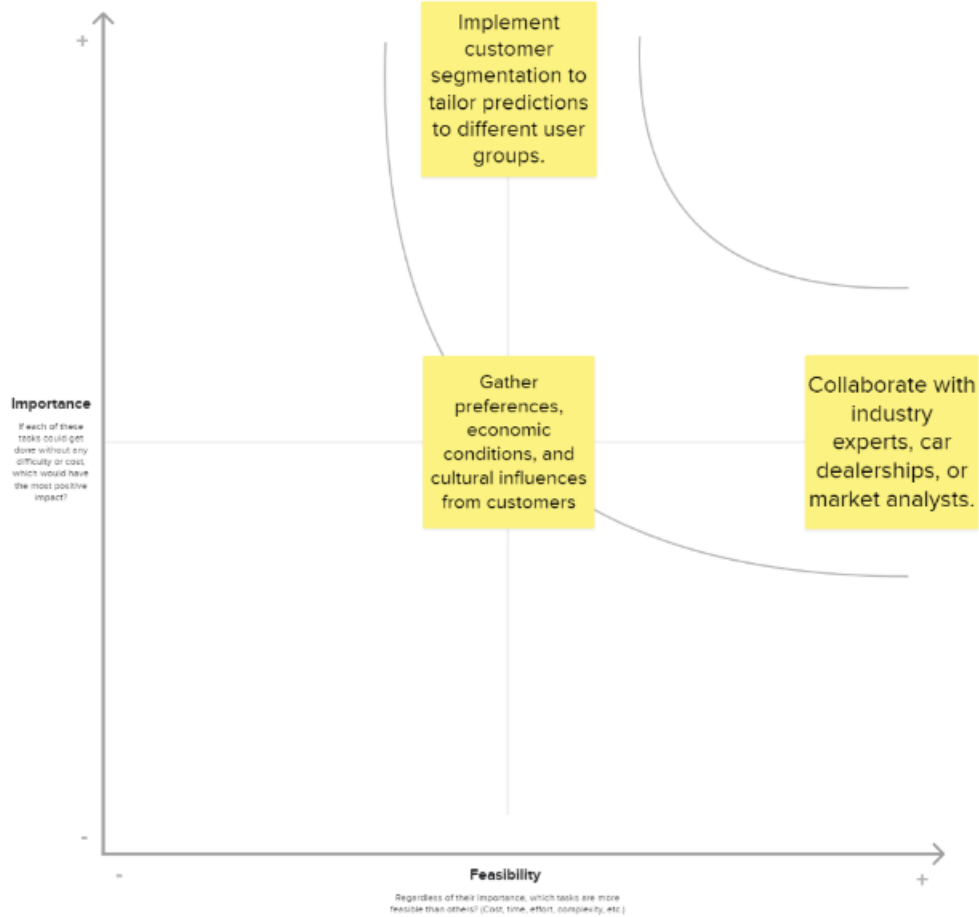 +
Implement
customer
segmentation to
tailor predictions
to different user
groups.
Importance
If each of these
tasks could get
done without any
difficulty or cost,
which would have
the most positive
impact?
Gather
preferences,
economic
conditions, and
cultural influences
from customers
Collaborate with
industry
experts, car
dealerships, or
market analysts.
-
-
Feasibility
+
Regardless of their importance, which tasks are more
feasible than others? (Cost, time, effort, complexity, etc.)